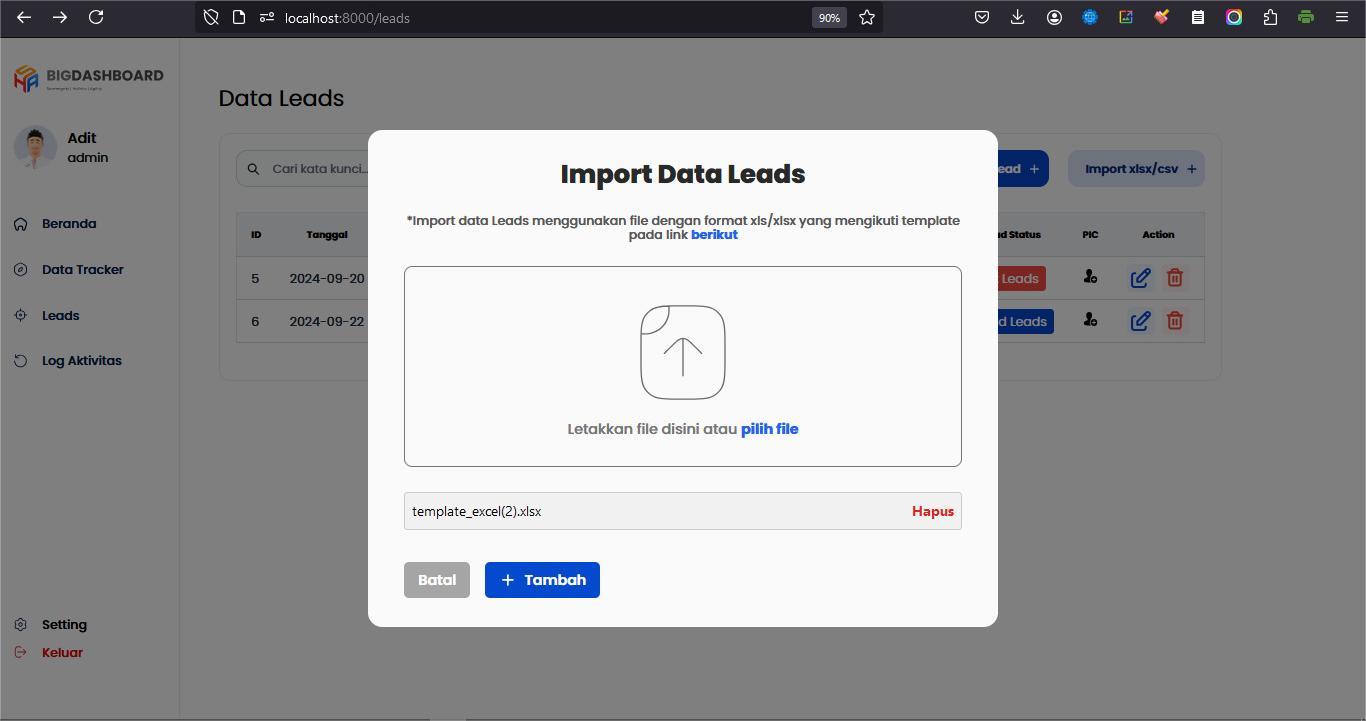 localhost:8000/leads
90%
BIGDASHBOARD
Adit
admin
Beranda
Data Tracker
Leads
Log Aktivitas
Setting
Keluar
Data Leads
Cari kata kunci...
ead +
Import xlsx/csv +
ID Tanggal d Status PIC Action
5 2024-09-20 Leads
6 2024-09-22 d Leads
Import Data Leads
*Import data Leads menggunakan file dengan format xls/xlsx yang mengikuti template
pada link berikut
Letakkan file disini atau pilih file
template_excel(2).xlsx Hapus
Batal + Tambah